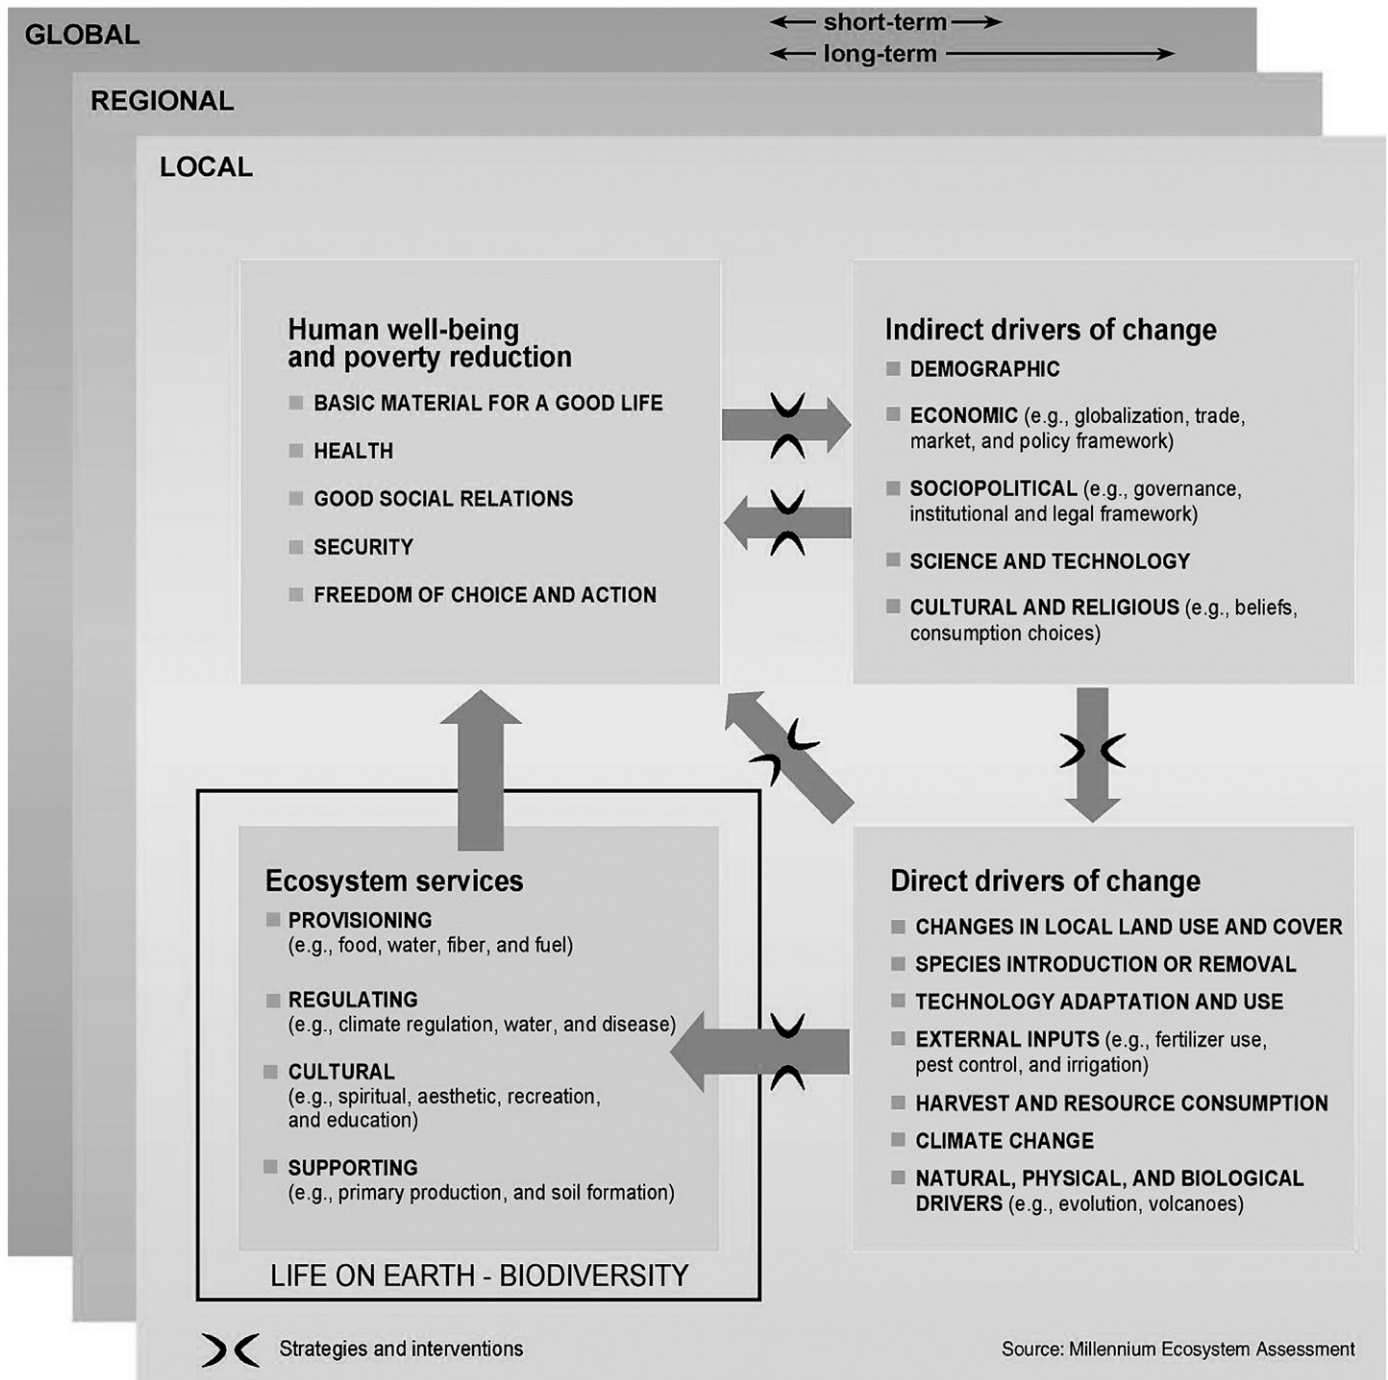 GLOBAL
short-term
long-term
REGIONAL
LOCAL
Human well-being
and poverty reduction
BASIC MATERIAL FOR A GOOD LIFE
HEALTH
GOOD SOCIAL RELATIONS
SECURITY
FREEDOM OF CHOICE AND ACTION
Indirect drivers of change
DEMOGRAPHIC
ECONOMIC (e.g., globalization, trade,
market, and policy framework)
SOCIOPOLITICAL (e.g., governance,
institutional and legal framework)
SCIENCE AND TECHNOLOGY
CULTURAL AND RELIGIOUS (e.g., beliefs,
consumption choices)
Ecosystem services
PROVISIONING
(e.g., food, water, fiber, and fuel)
REGULATING
(e.g., climate regulation, water, and disease)
CULTURAL
(e.g., spiritual, aesthetic, recreation,
and education)
SUPPORTING
(e.g., primary production, and soil formation)
LIFE ON EARTH - BIODIVERSITY
Direct drivers of change
CHANGES IN LOCAL LAND USE AND COVER
SPECIES INTRODUCTION OR REMOVAL
TECHNOLOGY ADAPTATION AND USE
EXTERNAL INPUTS (e.g., fertilizer use,
pest control, and irrigation)
HARVEST AND RESOURCE CONSUMPTION
CLIMATE CHANGE
NATURAL, PHYSICAL, AND BIOLOGICAL
DRIVERS (e.g., evolution, volcanoes)
Strategies and interventions
Source: Millennium Ecosystem Assessment